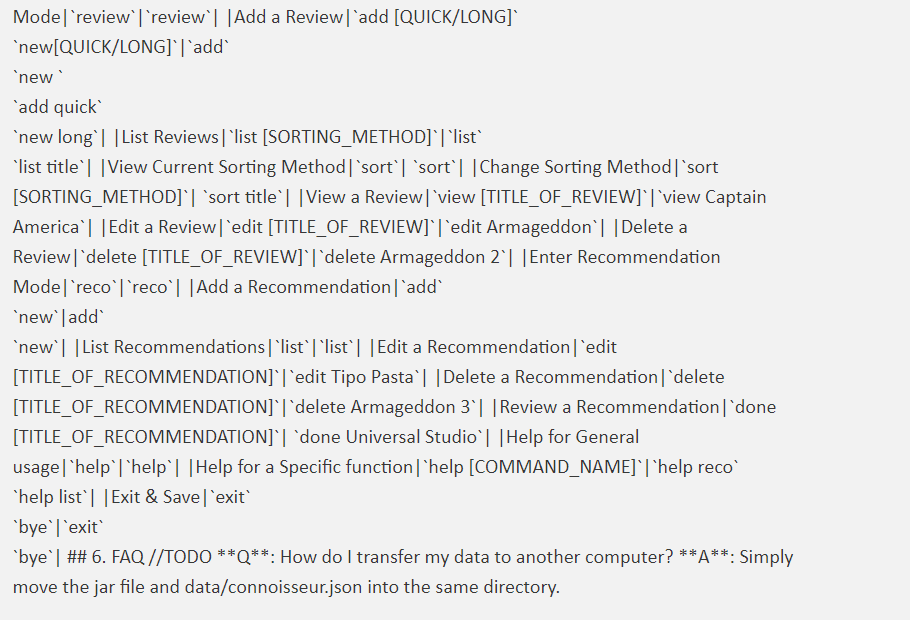 Mode|`review`|`review`| |Add a Review|`add [QUICK/LONG]`
`new[QUICK/LONG]`|`add`
`new `
`add quick`
`new long`| |List Reviews|`list [SORTING_METHOD]`|`list`
`list title`| |View Current Sorting Method|`sort`| `sort`| |Change Sorting Method|`sort
[SORTING_METHOD]`| `sort title`| |View a Review|`view [TITLE_OF_REVIEW]`|`view Captain
America`| |Edit a Review|`edit [TITLE_OF_REVIEW]`|`edit Armageddon`| |Delete a
Review|`delete [TITLE_OF_REVIEW]`|`delete Armageddon 2`| |Enter Recommendation
Mode|`reco`|`reco`| |Add a Recommendation|`add`
`new`|add`
`new`| |List Recommendations|`list`|`list`| |Edit a Recommendation|`edit
[TITLE_OF_RECOMMENDATION]`|`edit Tipo Pasta`| |Delete a Recommendation|`delete
[TITLE_OF_RECOMMENDATION]`|`delete Armageddon 3`| |Review a Recommendation|`done
[TITLE_OF_RECOMMENDATION]`| `done Universal Studio`| |Help for General
usage|`help`|`help`| |Help for a Specific function|`help [COMMAND_NAME]`|`help reco`
`help list`| |Exit & Save|`exit`
`bye`|`exit`
`bye`| ## 6. FAQ //TODO **Q**: How do I transfer my data to another computer? **A**: Simply
move the jar file and data/connoisseur.json into the same directory.